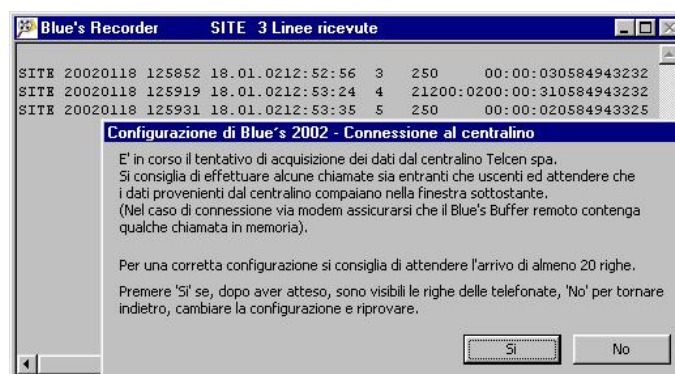 Blue's Recorder SITE 3 Linee ricevute
SITE 20020118 125852 18.01.0212:52:56 3 250 00:00:030584943232
SITE 20020118 125919 18.01.0212:53:24 4 21200:0200:00:310584943232
SITE 20020118 125931 18.01.0212:53:35 5 250 00:00:020584943325
Configurazione di Blue's 2002 - Connessione al centralino
E' in corso il tentativo di acquisizione dei dati dal centralino Telcen spa.
Si consiglia di effettuare alcune chiamate sia entranti che uscenti ed attendere che
i dati provenienti dal centralino compaiano nella finestra sottostante.
(Nel caso di connessione via modem assicurarsi che il Blue's Buffer remoto contenga
qualche chiamata in memoria).
Per una corretta configurazione si consiglia di attendere l'arrivo di almeno 20 righe.
Premere 'Si' se, dopo aver atteso, sono visibili le righe delle telefonate, 'No' per tornare
indietro, cambiare la configurazione e riprovare.
Si No